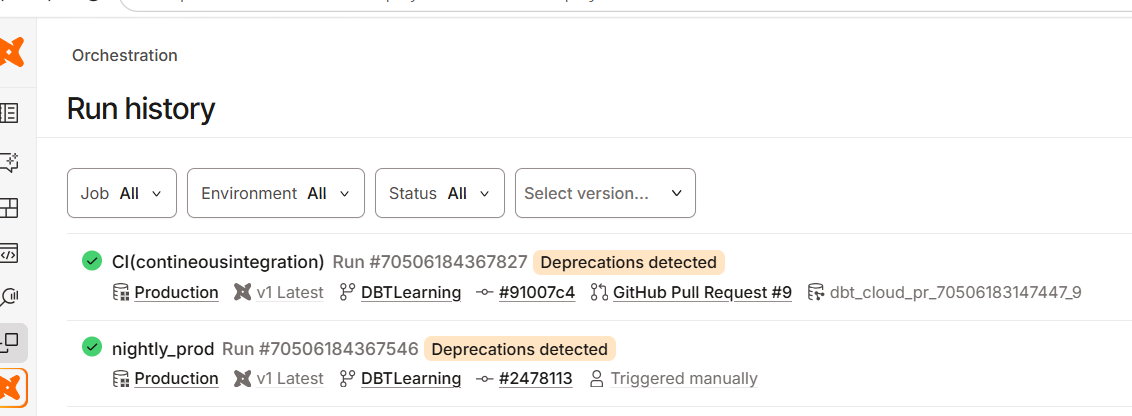 Orchestration
Run history
Job All Environment All Status All Select version...
CI(contineousintegration) Run #70506184367827 Deprecations detected
Production v1 Latest DBTLearning #91007c4 GitHub Pull Request #9 dbt_cloud_pr_70506183147447_9
nightly_prod Run #70506184367546 Deprecations detected
Production v1 Latest DBTLearning #2478113 Triggered manually